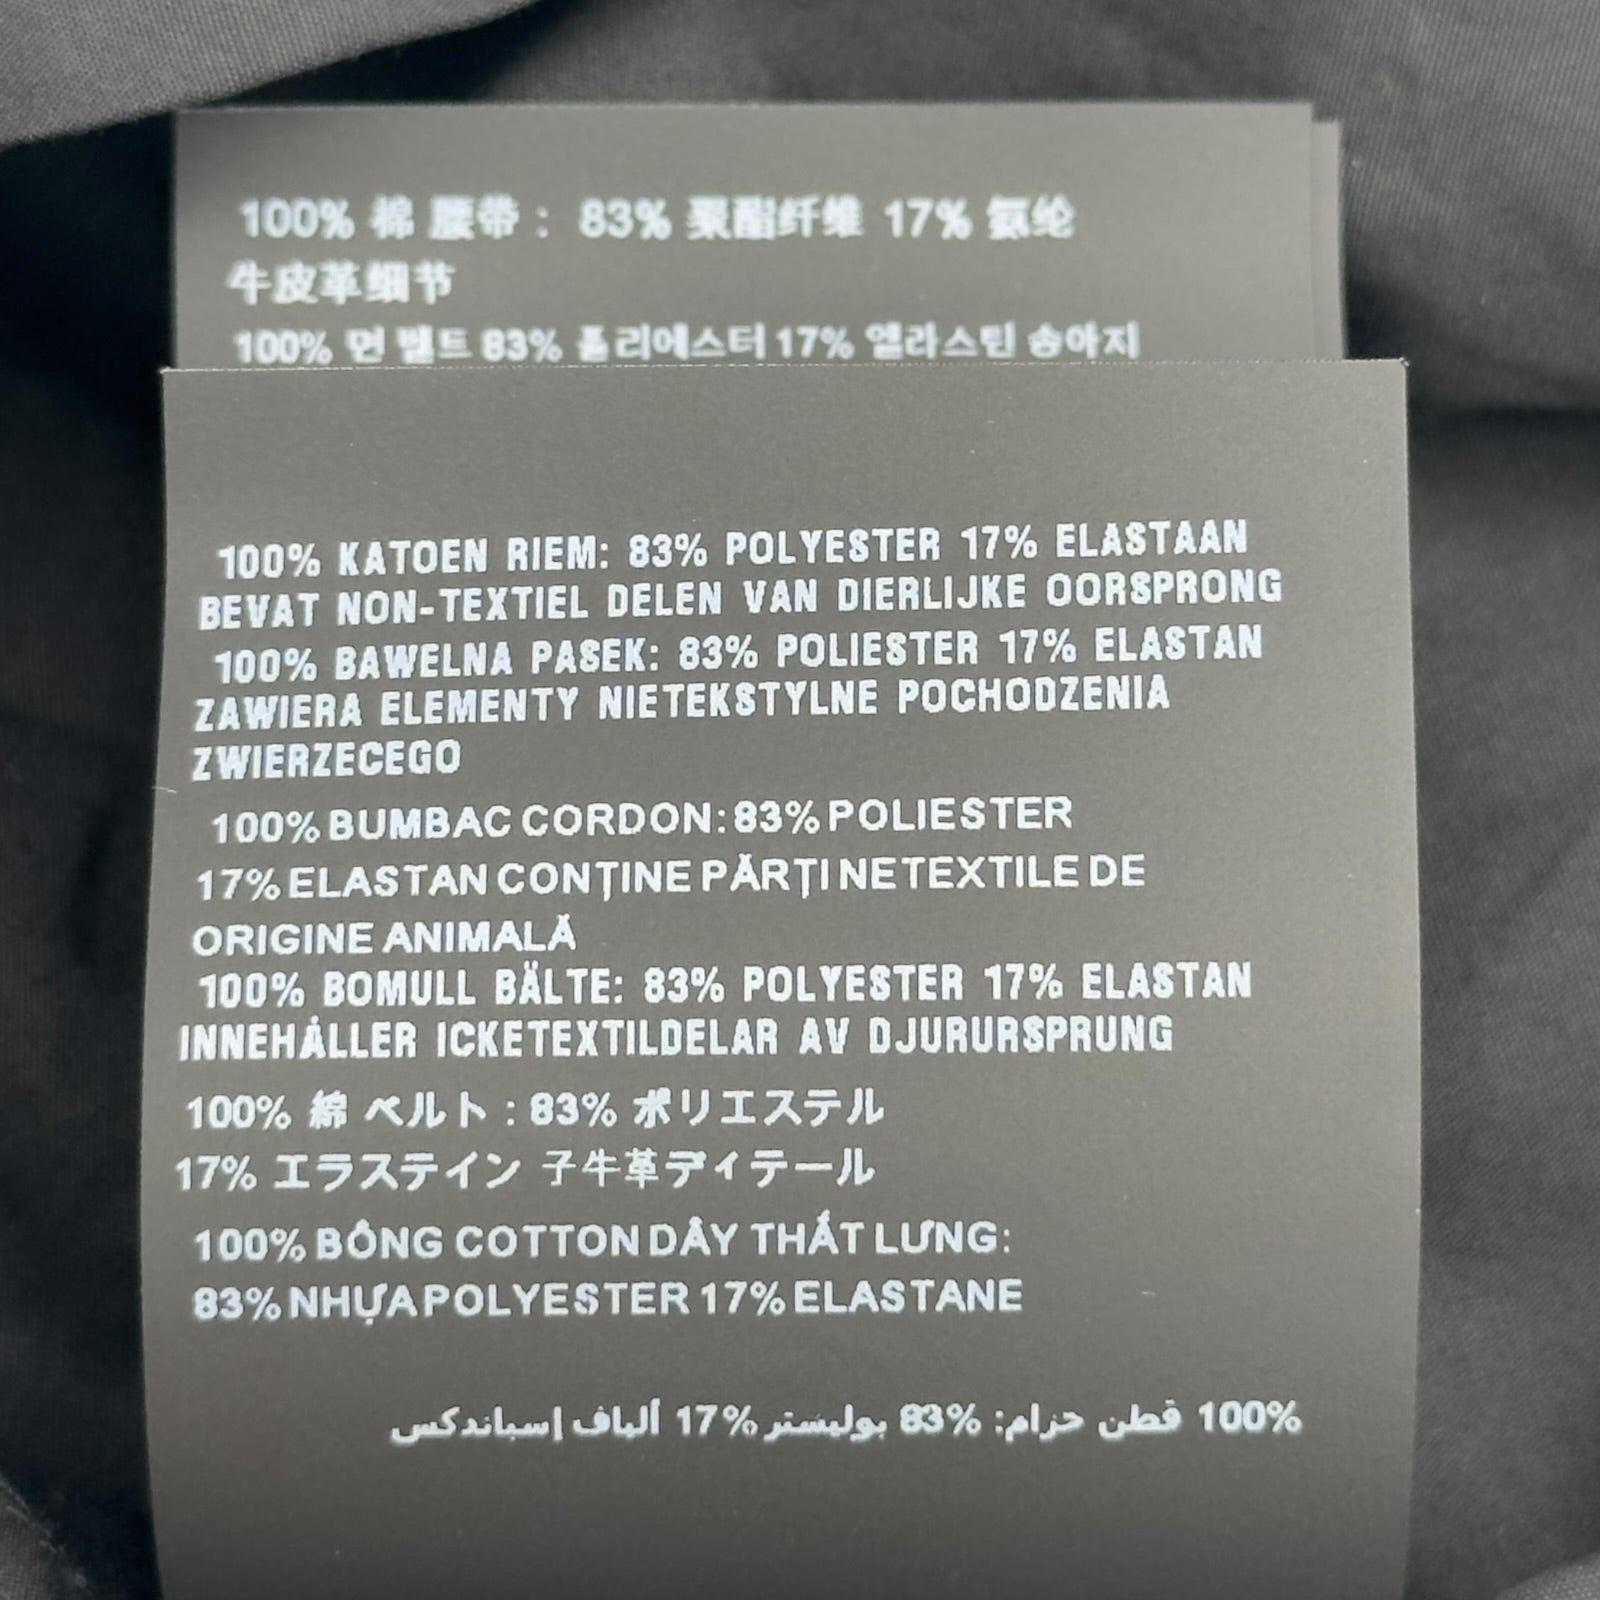 100% 棉 腰带： 83% 聚酯纤维 17% 氨纶
牛皮革细节
100% 면 벨트 83% 폴리에스터 17% 엘라스틴 송아지
100% KATOEN RIEM: 83% POLYESTER 17% ELASTAAN
BEVAT NON-TEXTIEL DELEN VAN DIERLIJKE OORSPRONG
100% BAWELNA PASEK: 83% POLIESTER 17% ELASTAN
ZAWIERA ELEMENTY NIETEKSTYLNE POCHODZENIA
ZWIERZECEGO
100% BUMBAC CORDON: 83% POLIESTER
17% ELASTAN CONȚINE PĂRȚI NETEXTILE DE
ORIGINE ANIMALĂ
100% BOMULL BÄLTE: 83% POLYESTER 17% ELASTAN
INNEHÅLLER ICKETEXTILDELAR AV DJURURSPRUNG
100% 綿 ベルト : 83% ポリエステル
17% エラステイン 子牛革ディテール
100% BÔNG COTTON DÂY THẮT LƯNG:
83% NHỰA POLYESTER 17% ELASTANE
100% قطن حزام: 83% بوليستر 17% ألياف إسباندكس